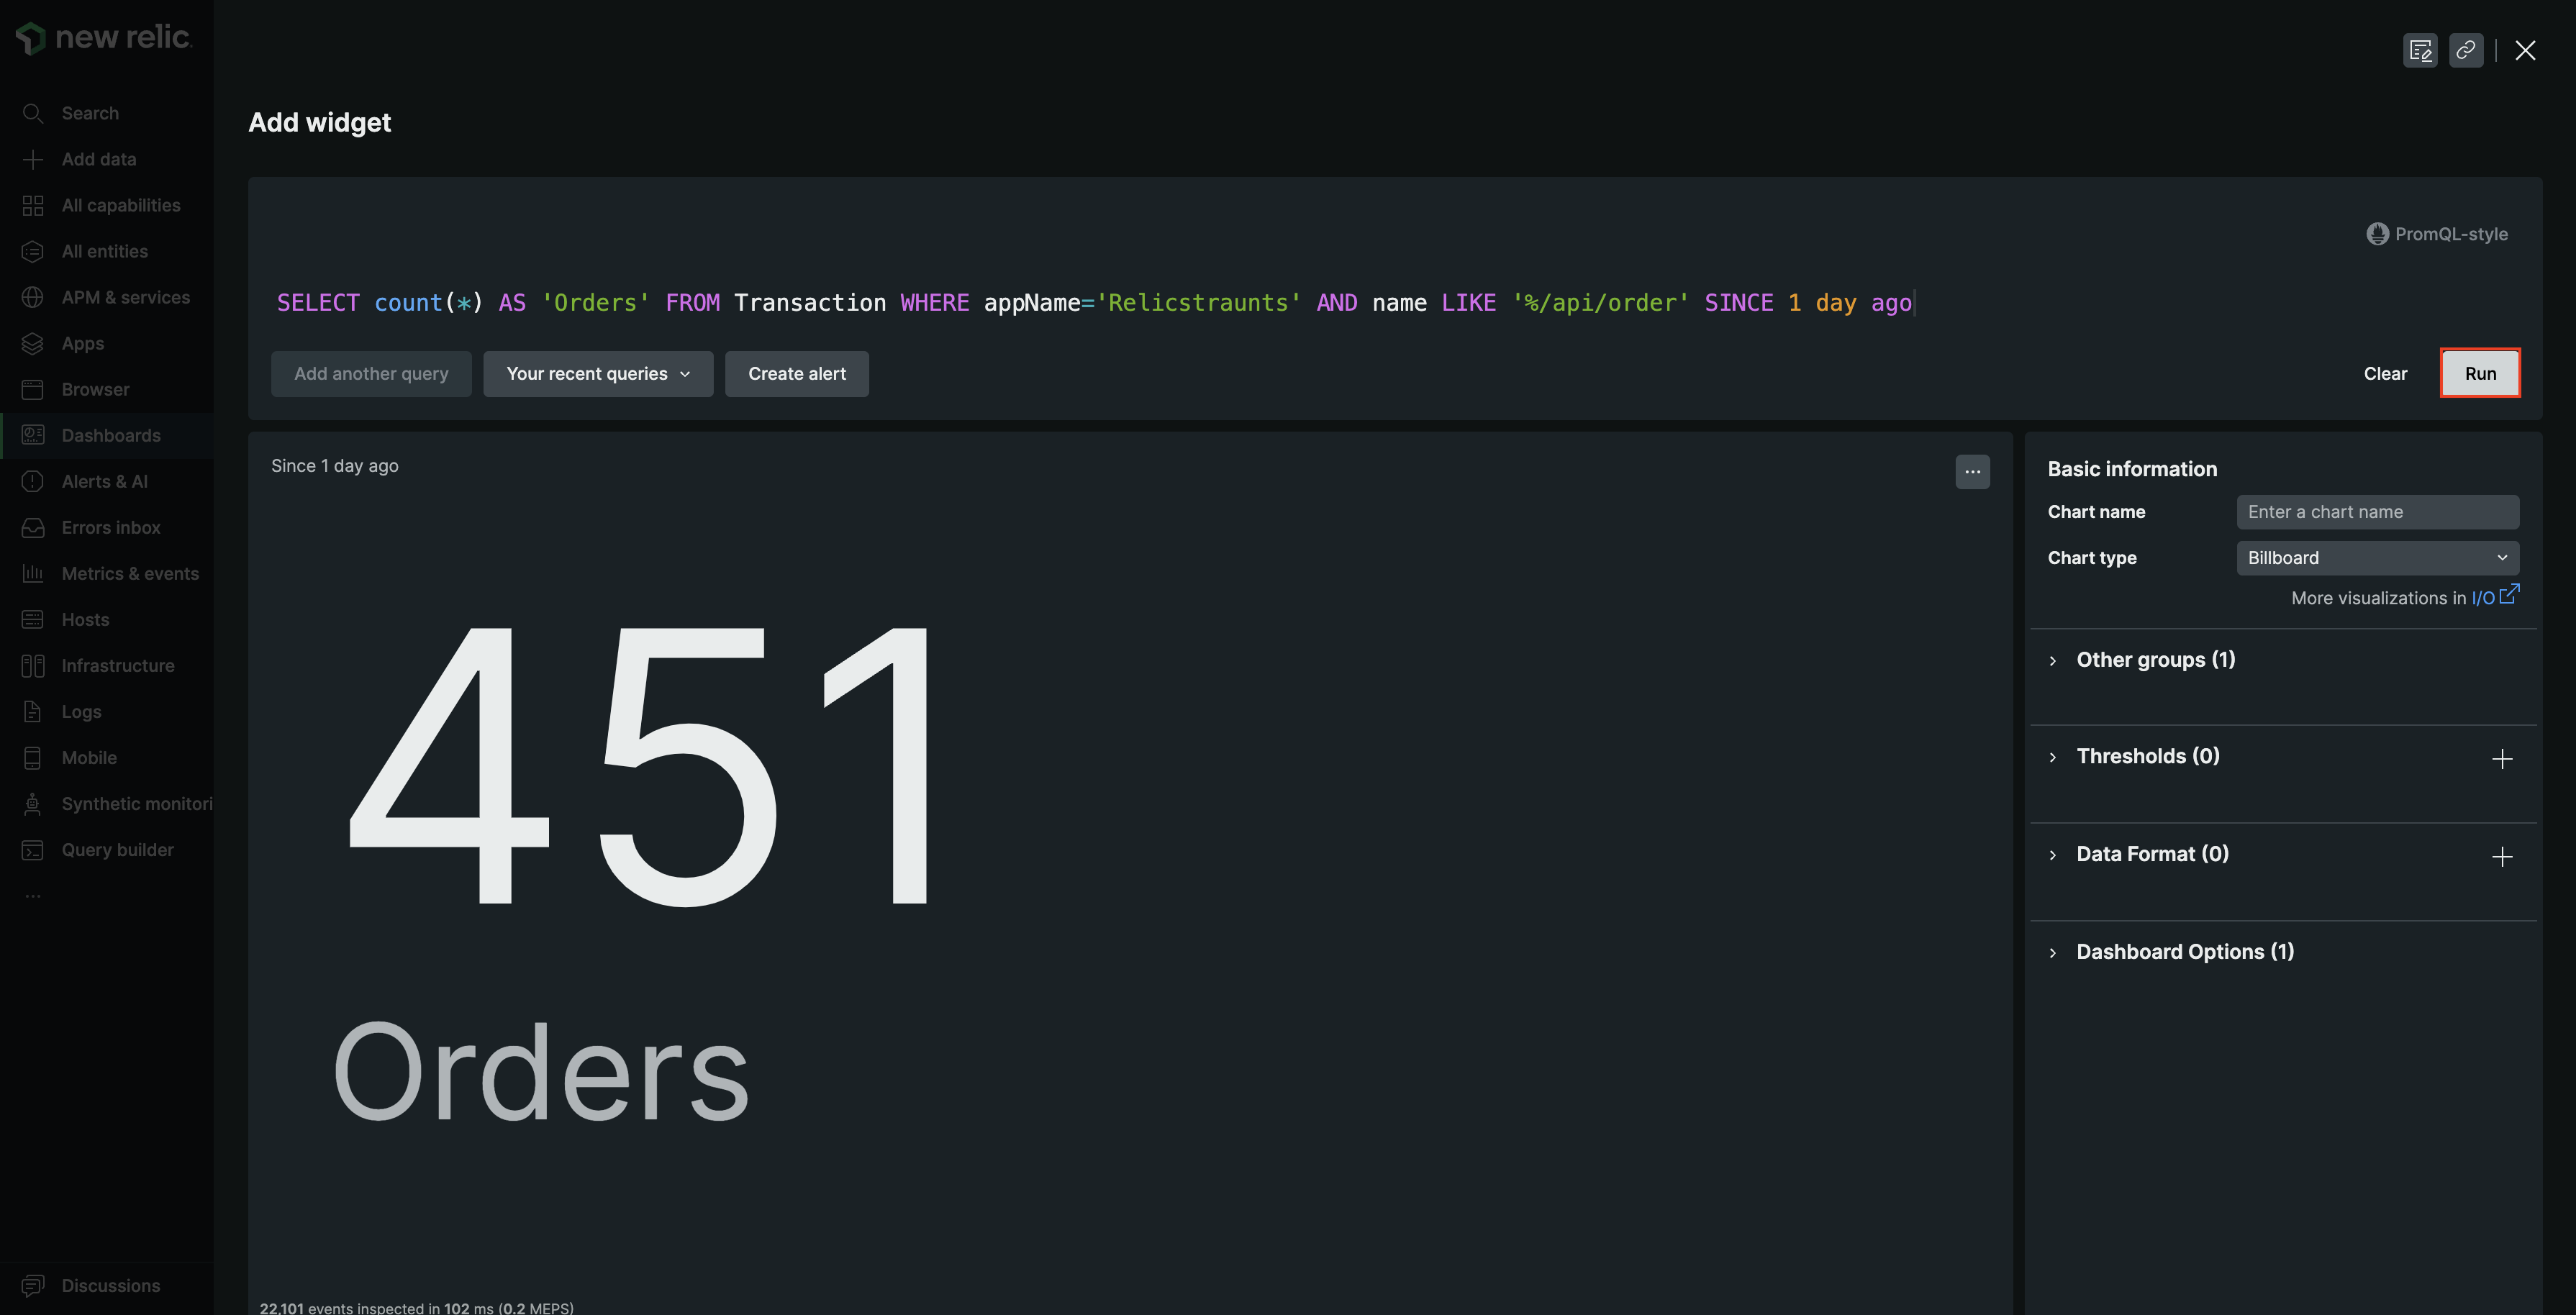 new relic.
Search
Add data
All capabilities
All entities
APM & services
Apps
Browser
Dashboards
Alerts & AI
Errors inbox
Metrics & events
Hosts
Infrastructure
Logs
Mobile
Synthetic monitori
Query builder
...
Discussions
Add widget
PromQL-style
SELECT count(*) AS 'Orders' FROM Transaction WHERE appName='Relicstraunts' AND name LIKE '%/api/order' SINCE 1 day ago
Add another query Your recent queries Create alert Clear Run
Since 1 day ago
...
451
Orders
22,101 events inspected in 102 ms (0.2 MEPS)
Basic information
Chart name Enter a chart name
Chart type Billboard
More visualizations in I/O
Other groups (1)
Thresholds (0)
Data Format (0)
Dashboard Options (1)